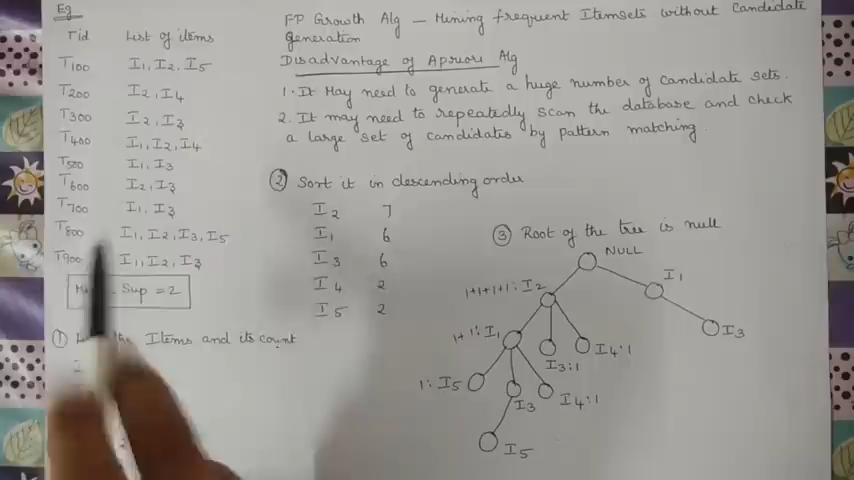 Eg
Tid List of items
T100 I1, I2, I5
T200 I2, I4
T300 I2, I3
T400 I1, I2, I4
T500 I1, I3
T600 I2, I3
T700 I1, I3
T800 I1, I2, I3, I5
T900 I1, I2, I3
Sup = 2
① the Items and its count
FP Growth Alg — Mining frequent Itemsets without Candidate
Generation
Disadvantage of Apriori Alg
1. It May need to generate a huge number of candidate sets.
2. It may need to repeatedly scan the database and check
a large set of candidates by pattern matching.
② Sort it in descending order
I2 7
I1 6
I3 6
I4 2
I5 2
③ Root of the tree is null
NULL
1+1+1+1: I2
I1
1+1: I1
I3:1
I4:1
I3
1: I5
I3
I4:1
I5